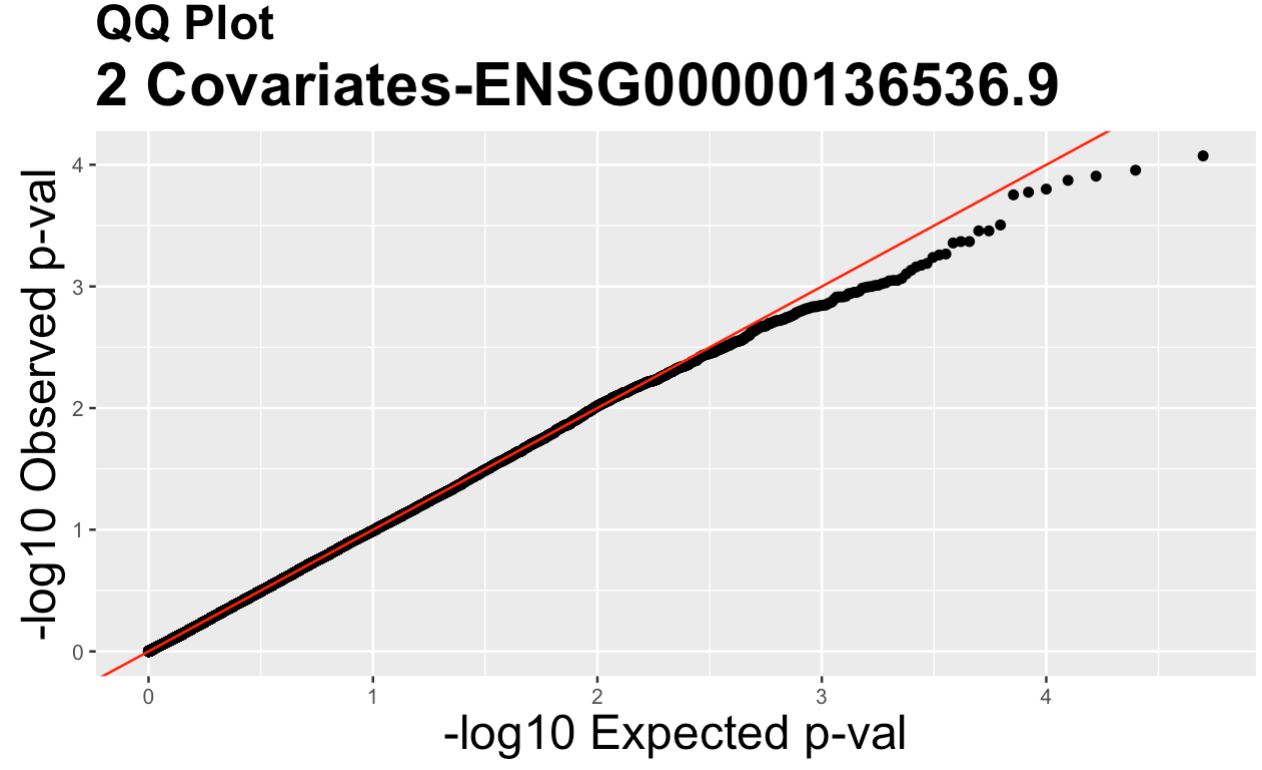 QQ Plot
2 Covariates-ENSG00000136536.9
-log10 Observed p-val
4
3
2
1
0
0 1 2 3 4
-log10 Expected p-val